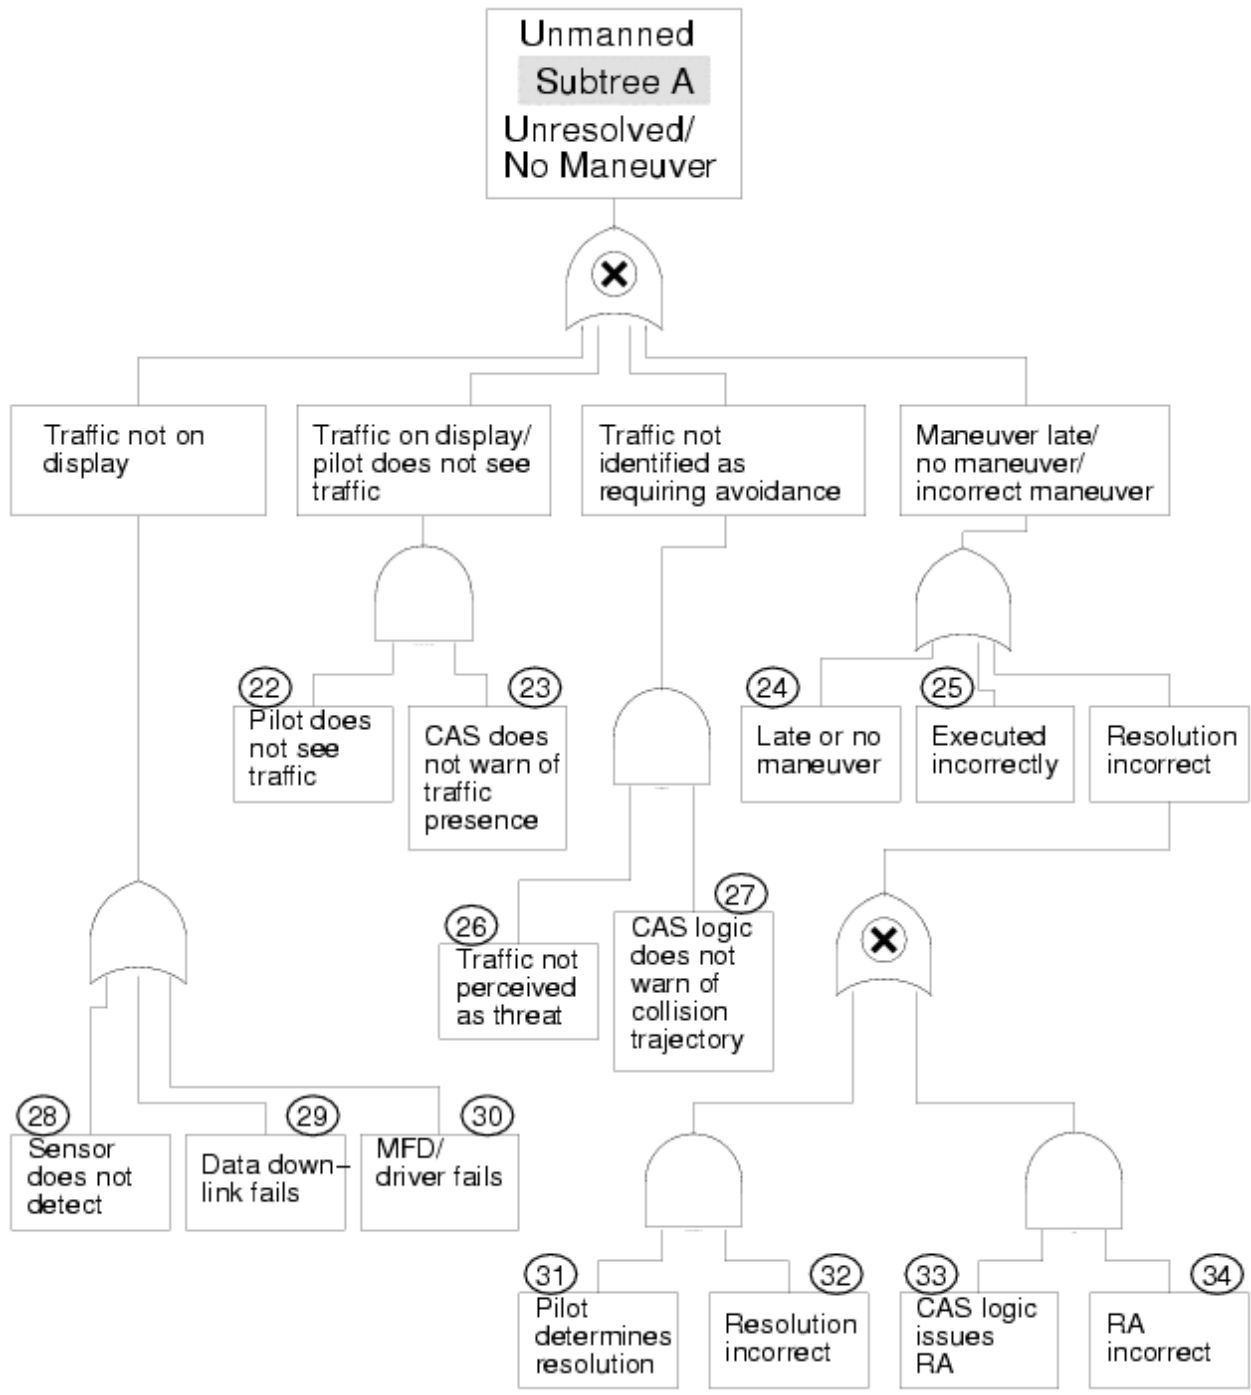 Unmanned
Subtree A
Unresolved/
No Maneuver
Traffic not on
display
Traffic on display/
pilot does not see
traffic
Traffic not
identified as
requiring avoidance
Maneuver late/
no maneuver/
incorrect maneuver
22
Pilot does
not see
traffic
23
CAS does
not warn of
traffic
presence
24
Late or no
maneuver
25
Executed
incorrectly
Resolution
incorrect
26
Traffic not
perceived
as threat
27
CAS logic
does not
warn of
collision
trajectory
28
Sensor
does not
detect
29
Data down–
link fails
30
MFD/
driver fails
31
Pilot
determines
resolution
32
Resolution
incorrect
33
CAS logic
issues
RA
34
RA
incorrect